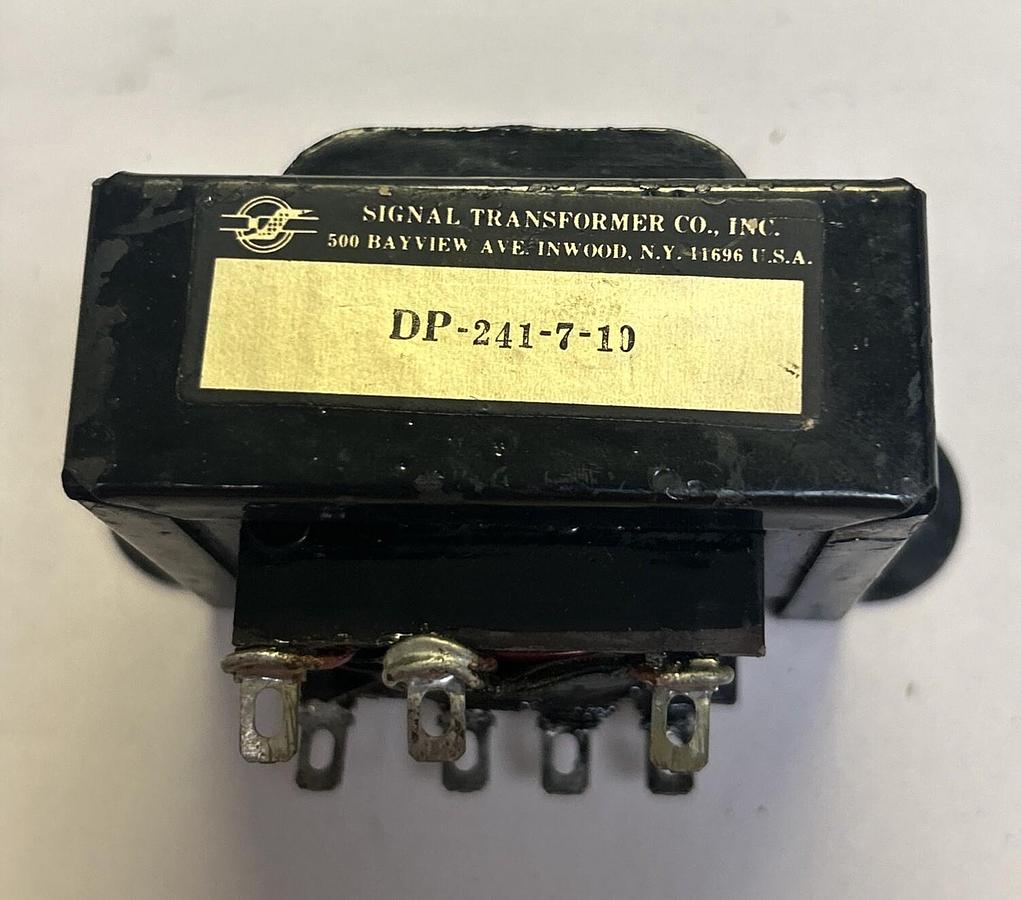 SIGNAL TRANSFORMER CO., INC.
500 BAYVIEW AVE. INWOOD, N.Y. 11696 U.S.A.
DP-241-7-10